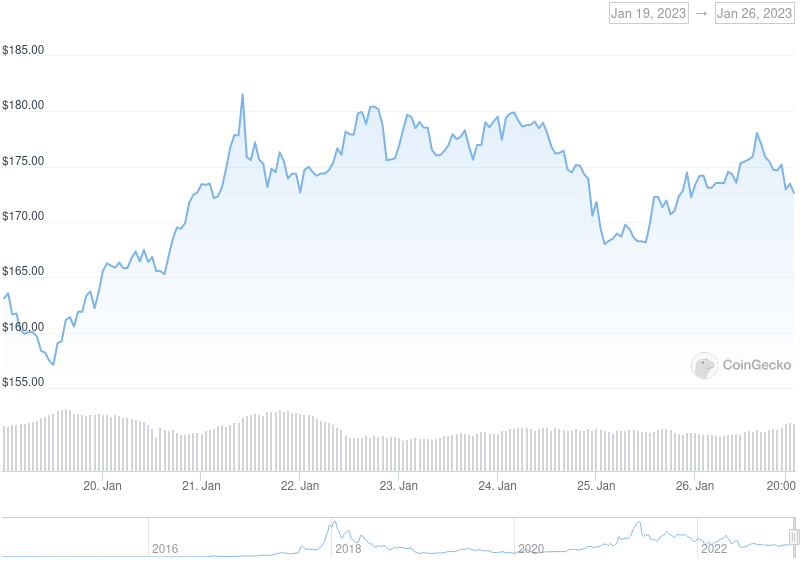 Jan 19, 2023 → Jan 26, 2023
$185.00
$180.00
$175.00
$170.00
$165.00
$160.00
$155.00
CoinGecko
20. Jan 21. Jan 22. Jan 23. Jan 24. Jan 25. Jan 26. Jan 20:00
2016 2018 2020 2022